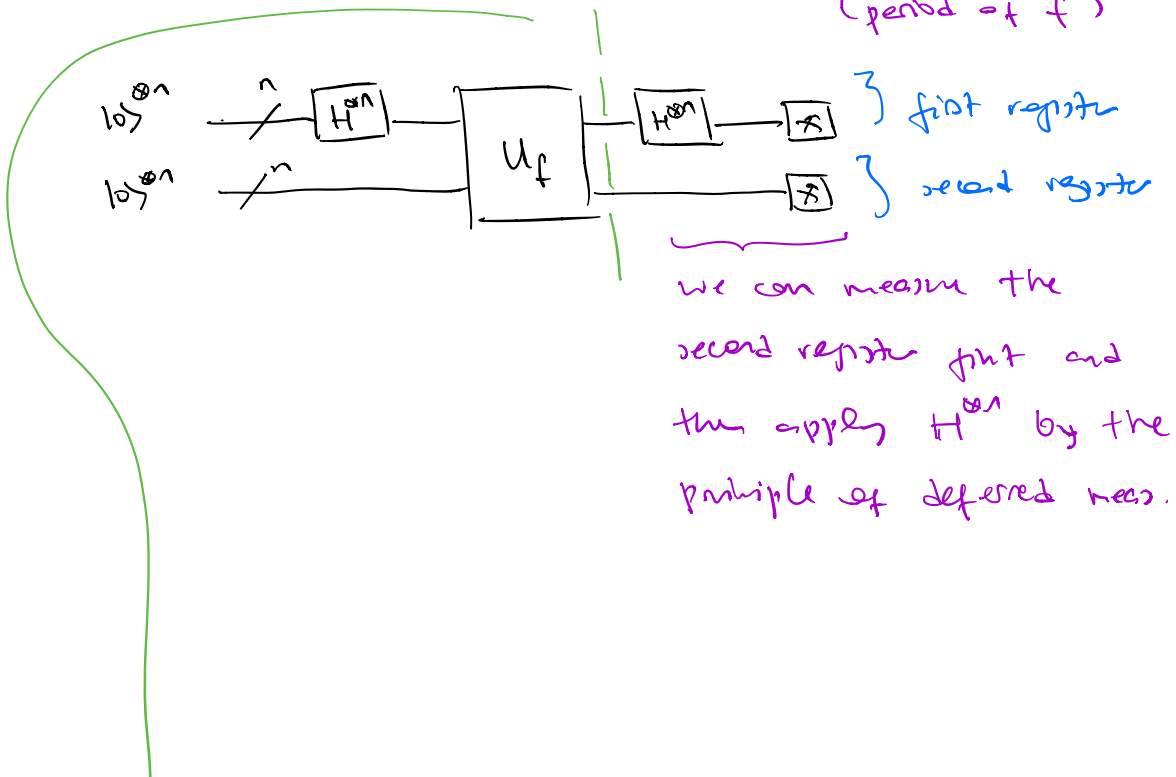 (period of f)
|0⟩^{⊗n} n H^{⊗n} U_f H^{⊗n} } first register
|0⟩^{⊗n} n } second register
we can measure the
second register first and
then apply H^{⊗n} by the
principle of deferred meas.